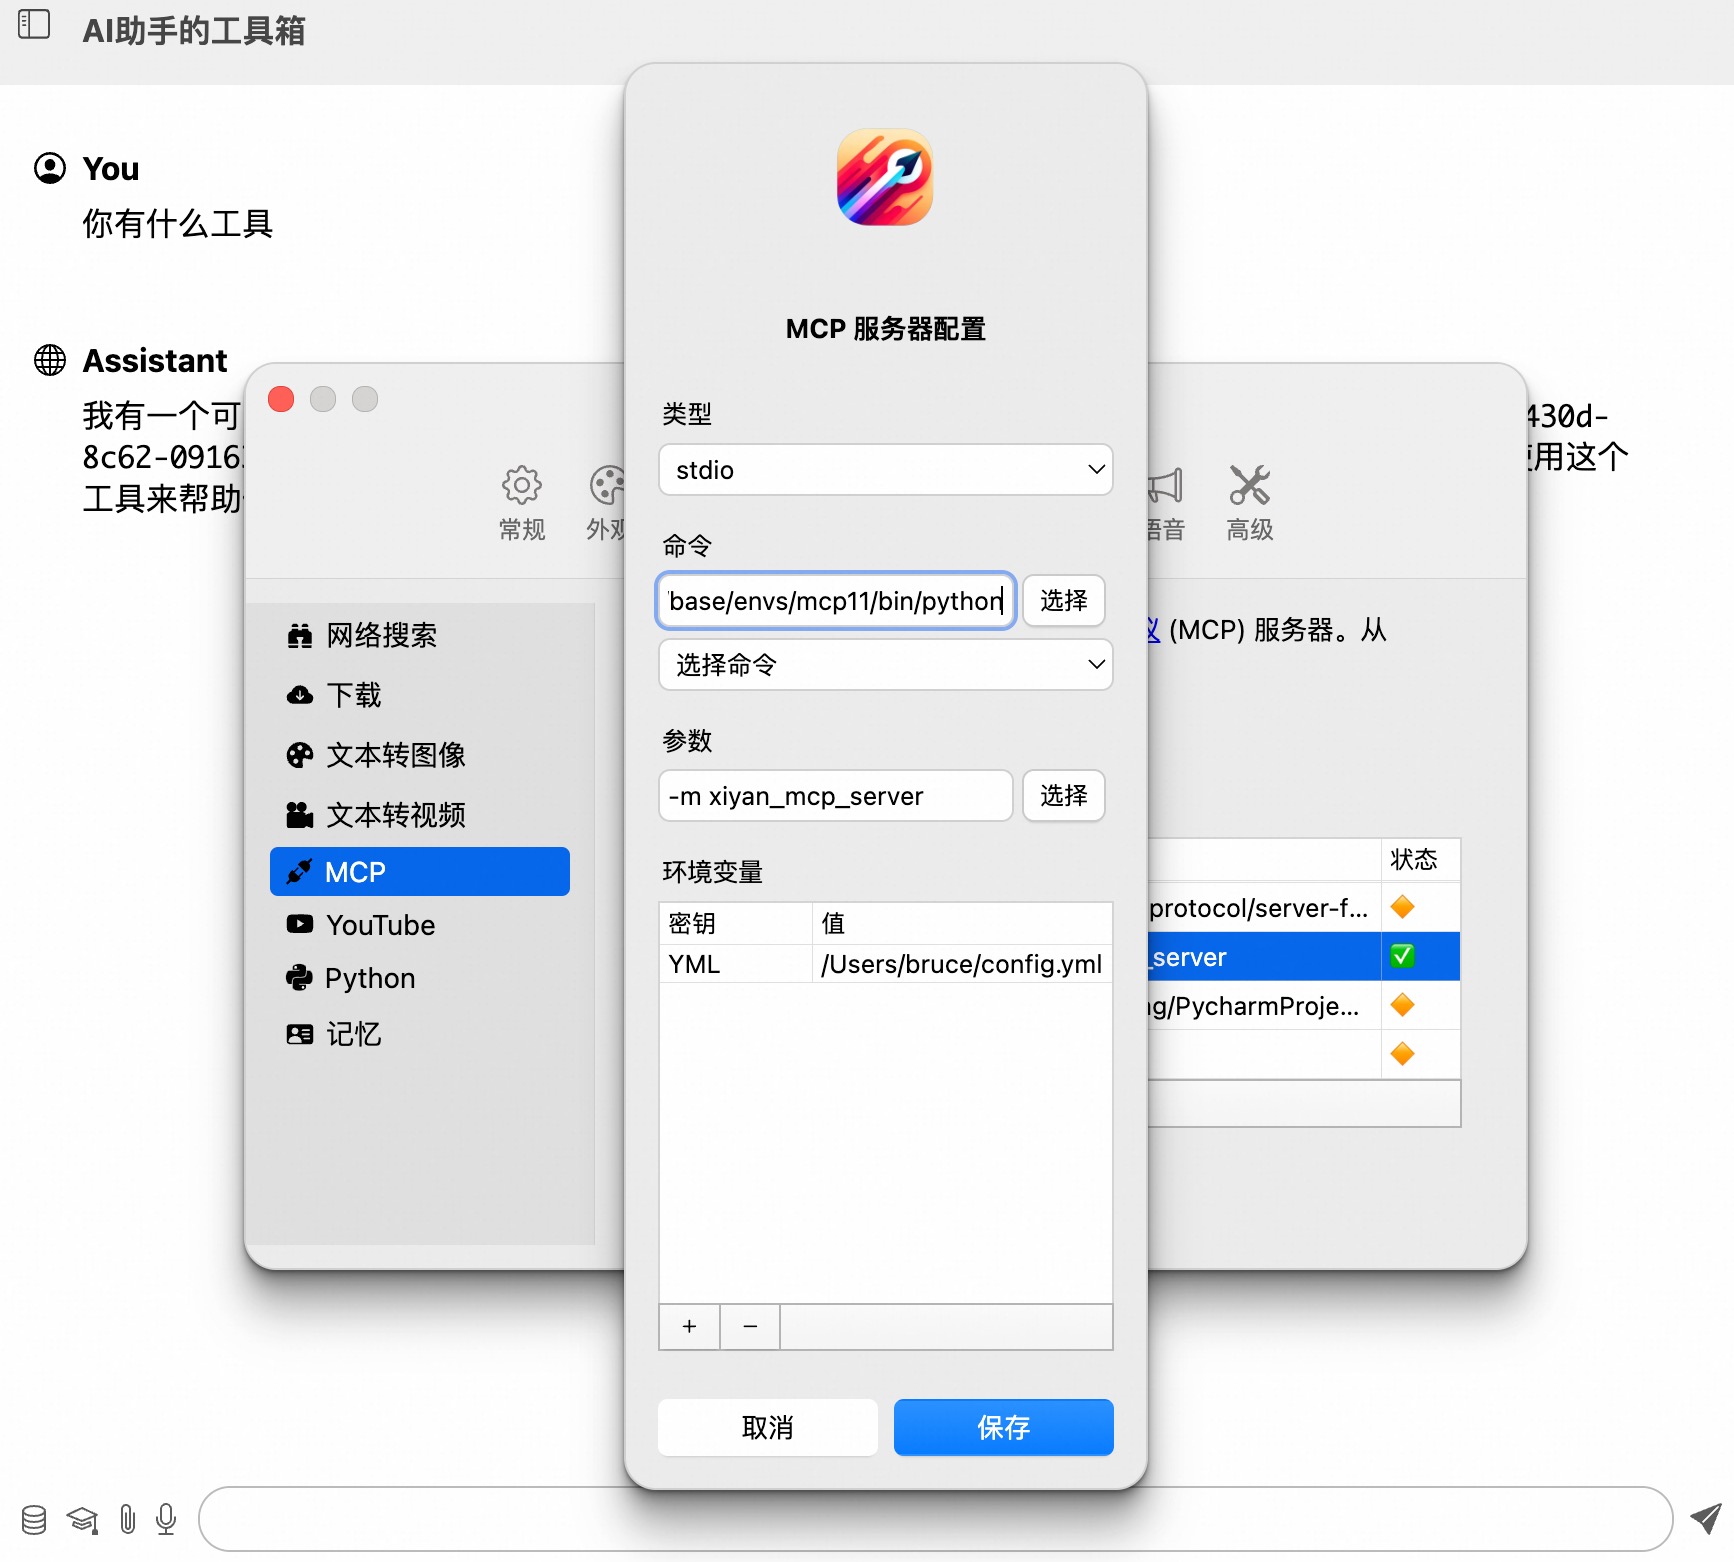 AI助手的工具箱
You
你有什么工具
Assistant
我有一个可
430d-
8c62-0916
用这个
工具来帮助
常规
外观
语音
高级
网络搜索
下载
文本转图像
文本转视频
MCP
YouTube
Python
记忆
MCP 服务器配置
类型
stdio
命令
base/envs/mcp11/bin/python
选择
选择命令
参数
-m xiyan_mcp_server
选择
环境变量
密钥 值
YML /Users/bruce/config.yml
+ −
取消
保存
(MCP) 服务器。从
状态
protocol/server-f...
_server
g/PycharmProje...